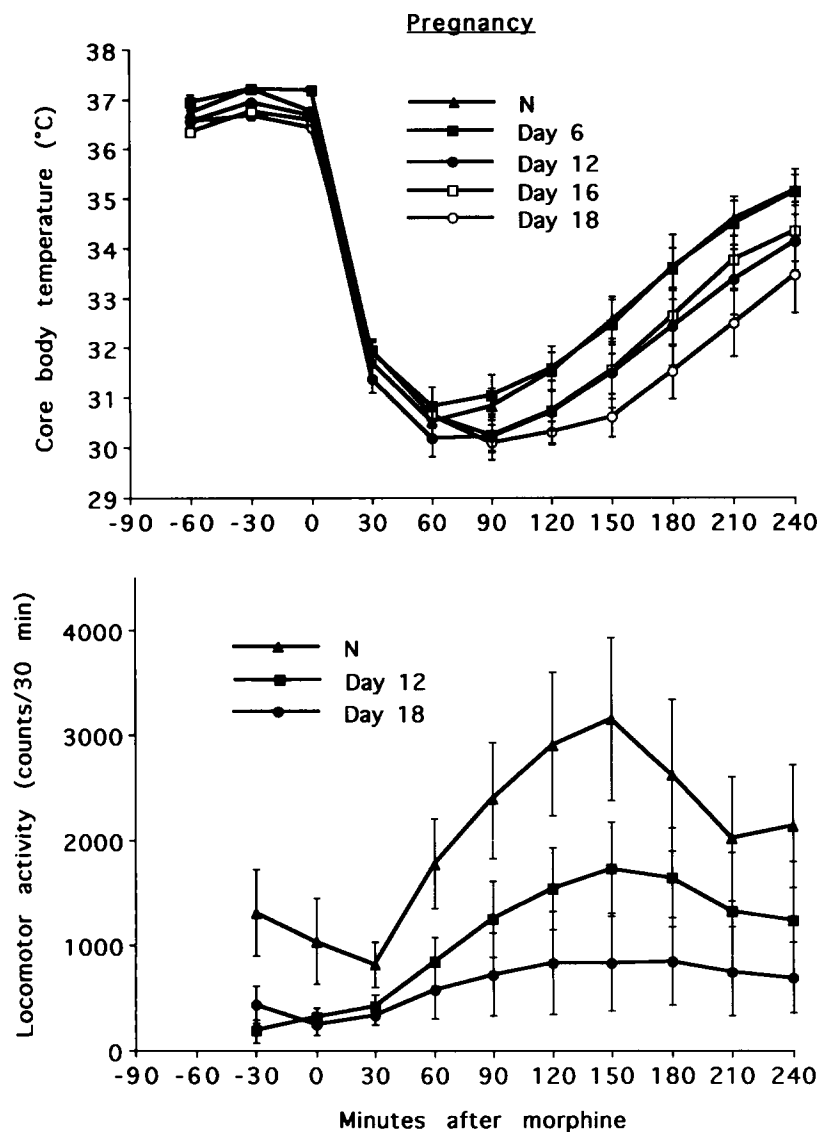 Pregnancy
Core body temperature (°C)
38
37
36
35
34
33
32
31
30
29
N
Day 6
Day 12
Day 16
Day 18
-90 -60 -30 0 30 60 90 120 150 180 210 240
Locomotor activity (counts/30 min)
4000
3000
2000
1000
0
N
Day 12
Day 18
-90 -60 -30 0 30 60 90 120 150 180 210 240
Minutes after morphine